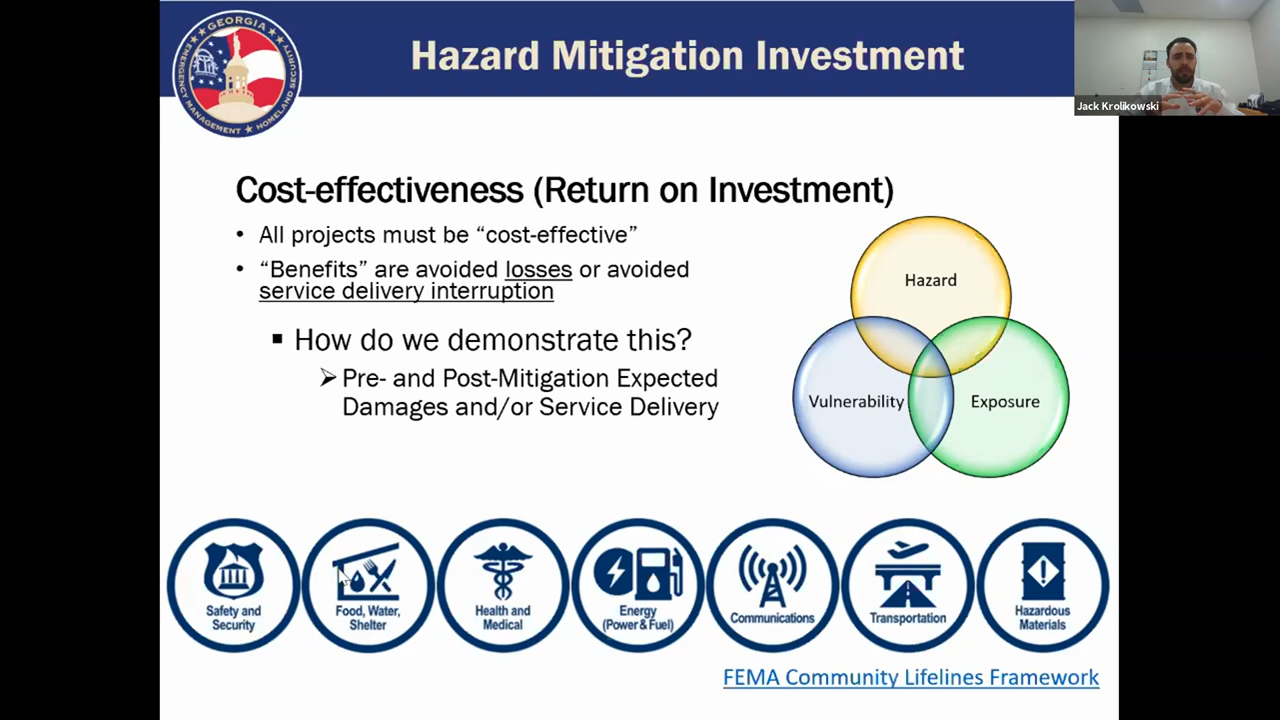 GEORGIA
EMERGENCY MANAGEMENT ★ HOMELAND SECURITY
Hazard Mitigation Investment
Jack Krolikowski
Cost-effectiveness (Return on Investment)
• All projects must be “cost-effective”
• “Benefits” are avoided losses or avoided
service delivery interruption
▪ How do we demonstrate this?
➢ Pre- and Post-Mitigation Expected
Damages and/or Service Delivery
Hazard
Vulnerability
Exposure
Safety and
Security
Food, Water,
Shelter
Health and
Medical
Energy
(Power & Fuel)
Communications
Transportation
Hazardous
Materials
FEMA Community Lifelines Framework